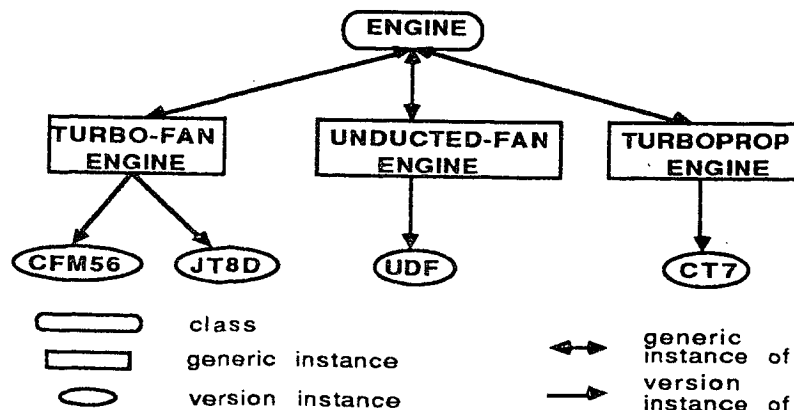 ENGINE
TURBO-FAN
ENGINE
UNDUCTED-FAN
ENGINE
TURBOPROP
ENGINE
CFM56
JT8D
UDF
CT7
class
generic instance
version instance
generic
instance of
version
instance of